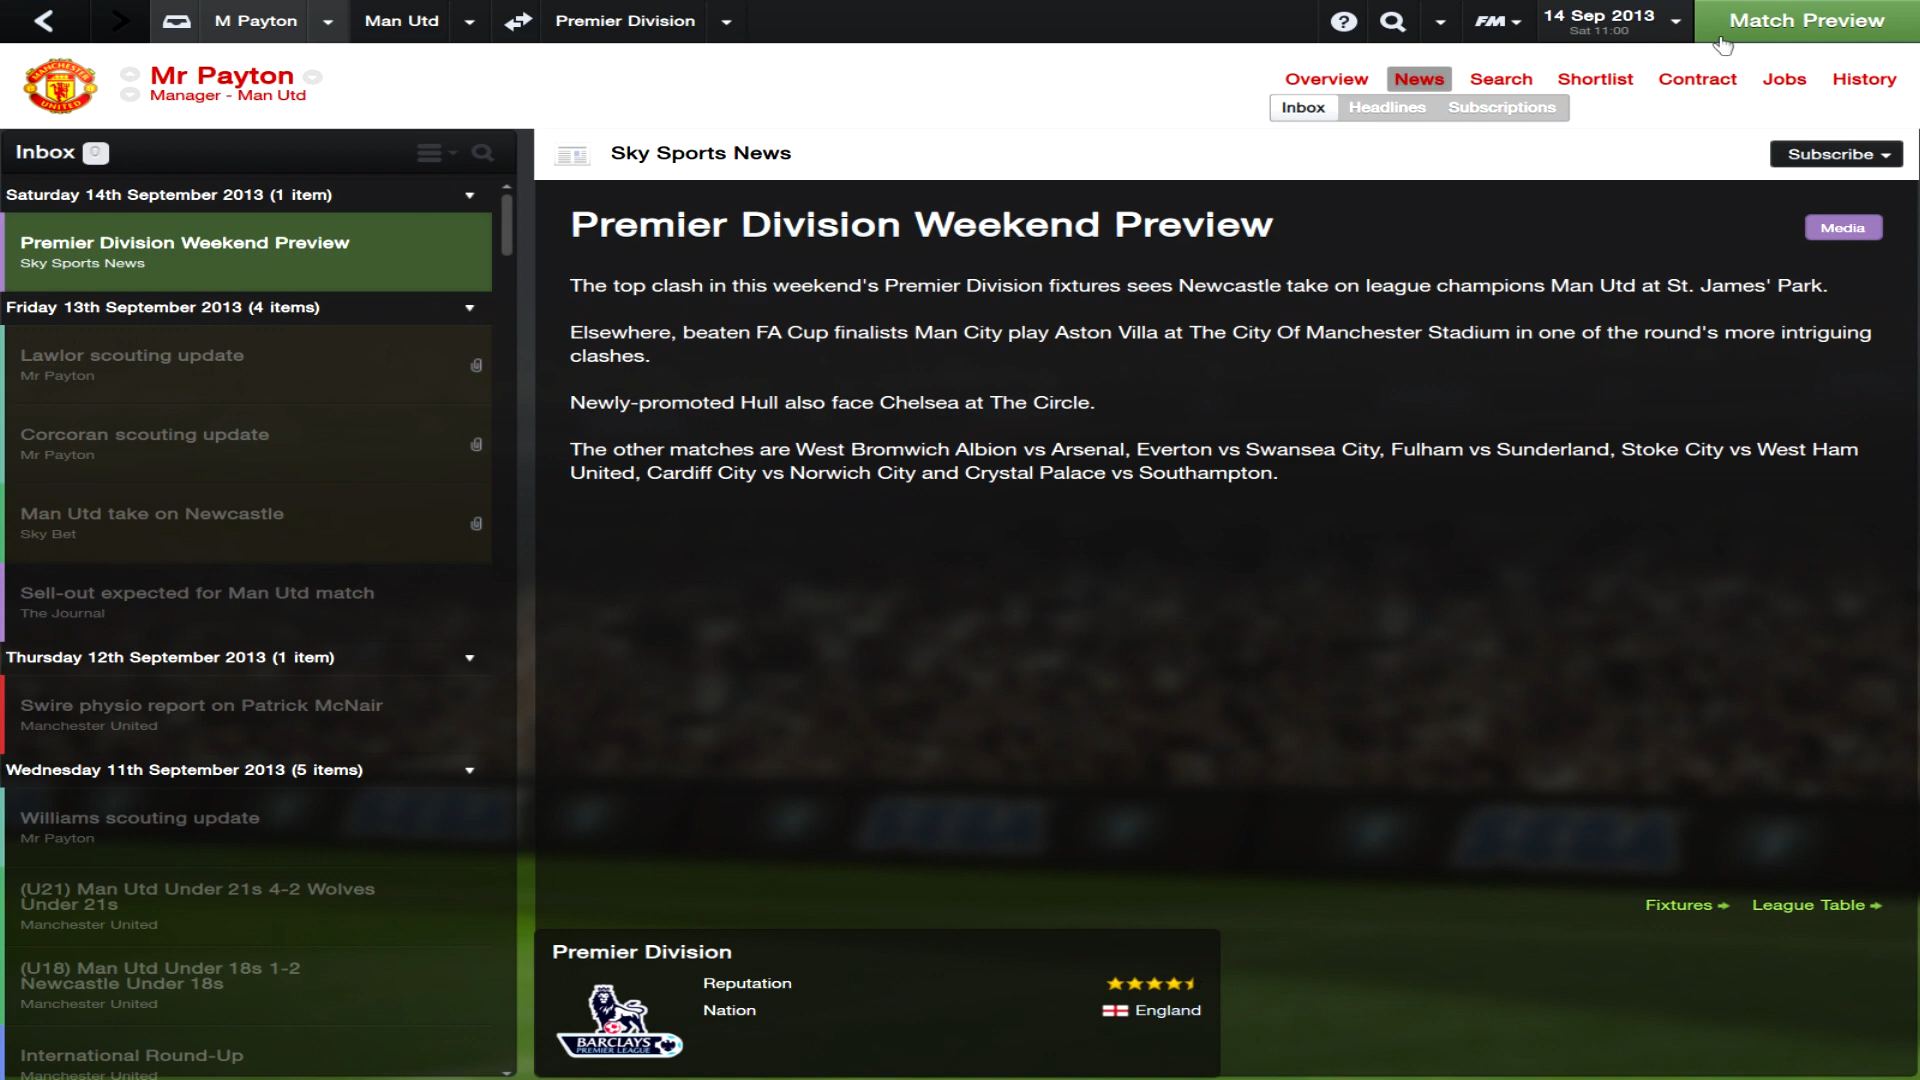 M Payton
Man Utd
Premier Division
FM
14 Sep 2013
Sat 11:00
Match Preview
MANCHESTER
UNITED
Mr Payton
Manager - Man Utd
Overview
News
Search
Shortlist
Contract
Jobs
History
Inbox
Headlines
Subscriptions
Inbox
Saturday 14th September 2013 (1 item)
Premier Division Weekend Preview
Sky Sports News
Friday 13th September 2013 (4 items)
Lawlor scouting update
Mr Payton
Corcoran scouting update
Mr Payton
Man Utd take on Newcastle
Sky Bet
Sell-out expected for Man Utd match
The Journal
Thursday 12th September 2013 (1 item)
Swire physio report on Patrick McNair
Manchester United
Wednesday 11th September 2013 (5 items)
Williams scouting update
Mr Payton
(U21) Man Utd Under 21s 4-2 Wolves
Under 21s
Manchester United
(U18) Man Utd Under 18s 1-2
Newcastle Under 18s
Manchester United
International Round-Up
Manchester United
Sky Sports News
Subscribe
Premier Division Weekend Preview
Media
The top clash in this weekend's Premier Division fixtures sees Newcastle take on league champions Man Utd at St. James' Park.
Elsewhere, beaten FA Cup finalists Man City play Aston Villa at The City Of Manchester Stadium in one of the round's more intriguing
clashes.
Newly-promoted Hull also face Chelsea at The Circle.
The other matches are West Bromwich Albion vs Arsenal, Everton vs Swansea City, Fulham vs Sunderland, Stoke City vs West Ham
United, Cardiff City vs Norwich City and Crystal Palace vs Southampton.
SEGA
SEGA
SEGA
Fixtures
League Table
Premier Division
Reputation
Nation
England
BARCLAYS
PREMIER LEAGUE